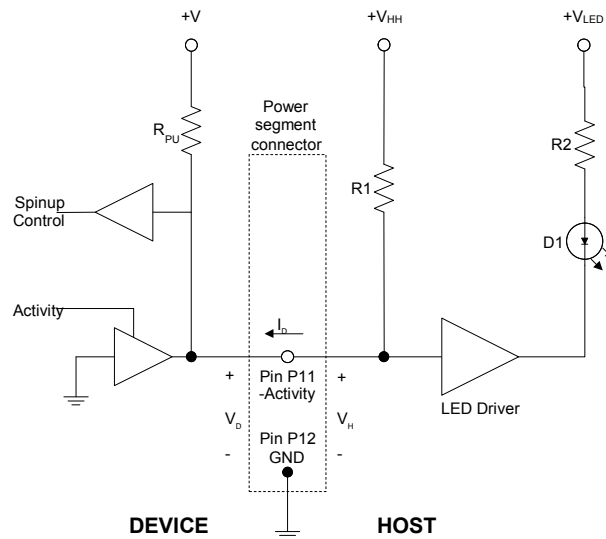 +V
+VHH
+VLED
Power
segment
connector
RPU
R1
R2
Spinup
Control
D1
Activity
ID
+
Pin P11
-Activity
+
LED Driver
VD
VH
Pin P12
GND
-
-
DEVICE
HOST